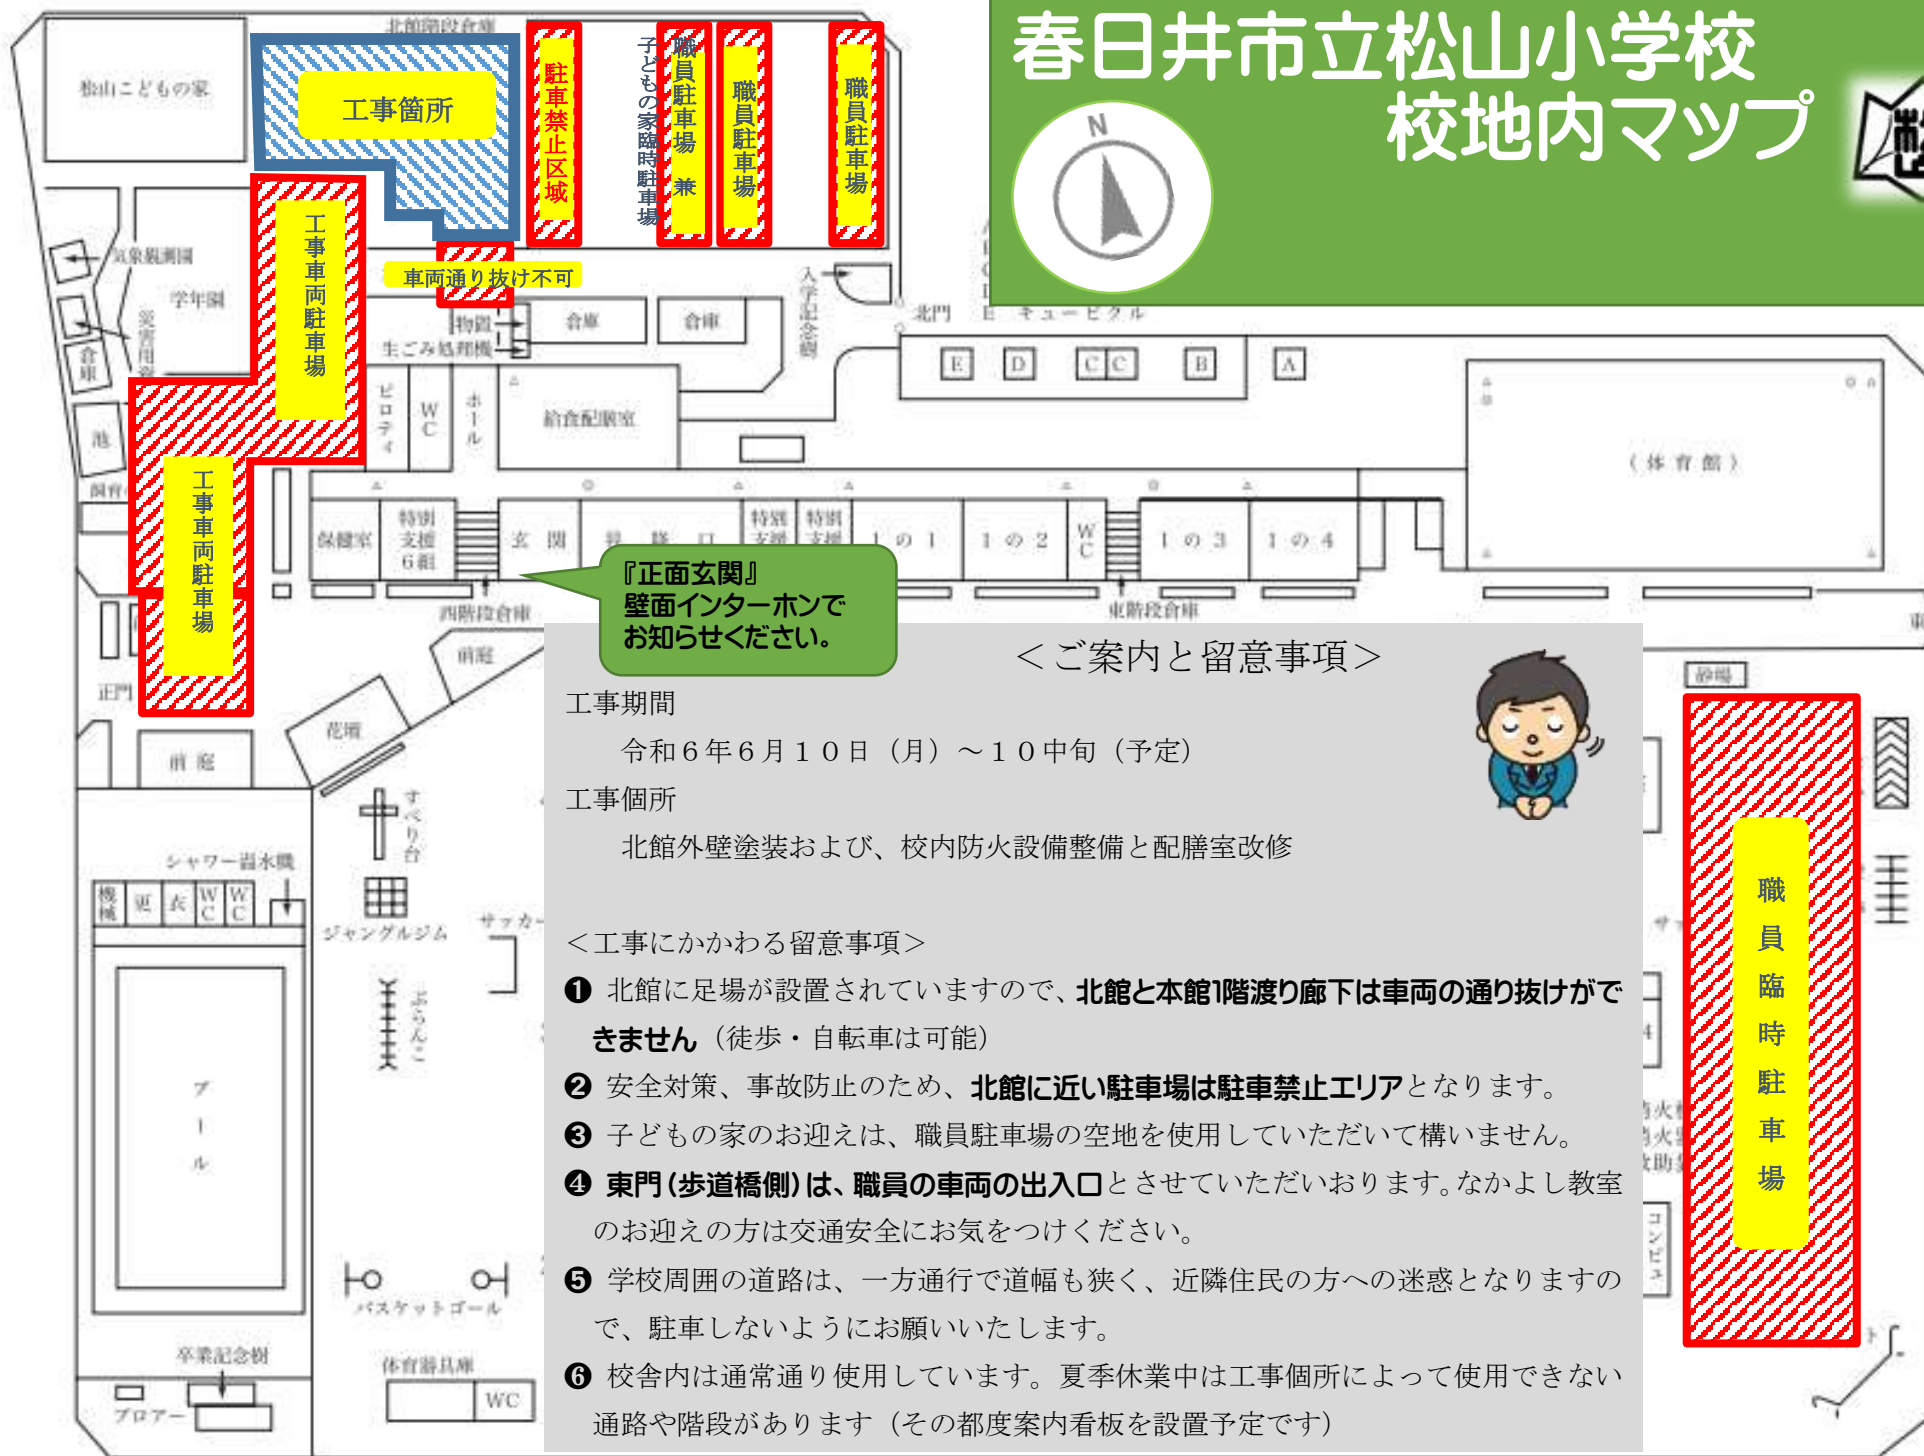 春日井市立松山小学校
校地内マップ
N
北館階段倉庫
松山こどもの家
工事箇所
駐車禁止区域
子どもの家臨時駐車場
職員駐車場 兼
職員駐車場
職員駐車場
工事車両駐車場
車両通り抜け不可
気象観測園
学年園
倉庫
池
物置
生ごみ処理機
倉庫
倉庫
入学記念樹
北門
E キュービクル
E
D
C
C
B
A
ピロティ
WC
ホール
給食配膳室
(体育館)
工事車両駐車場
保健室
特別
支援
6組
玄関
昇降口
特別
支援
特別
支援
1の1
1の2
WC
1の3
1の4
西階段倉庫
東階段倉庫
『正面玄関』
壁面インターホンで
お知らせください。
前庭
正門
花壇
前庭
砂場
すべり台
シャワー温水機
機械
更衣
WC
WC
ジャングルジム
サッカー
ぶらんこ
プール
バスケットゴール
卒業記念樹
ブロアー
体育器具庫
WC
コンピュ
職員臨時駐車場
＜ご案内と留意事項＞
工事期間
令和６年６月１０日（月）～１０中旬（予定）
工事個所
北館外壁塗装および、校内防火設備整備と配膳室改修
＜工事にかかわる留意事項＞
❶ 北館に足場が設置されていますので、北館と本館1階渡り廊下は車両の通り抜けがで
きません（徒歩・自転車は可能）
❷ 安全対策、事故防止のため、北館に近い駐車場は駐車禁止エリアとなります。
❸ 子どもの家のお迎えは、職員駐車場の空地を使用していただいて構いません。
❹ 東門(歩道橋側)は、職員の車両の出入口とさせていただいおります。なかよし教室
のお迎えの方は交通安全にお気をつけください。
❺ 学校周囲の道路は、一方通行で道幅も狭く、近隣住民の方への迷惑となりますの
で、駐車しないようにお願いいたします。
❻ 校舎内は通常通り使用しています。夏季休業中は工事個所によって使用できない
通路や階段があります（その都度案内看板を設置予定です）